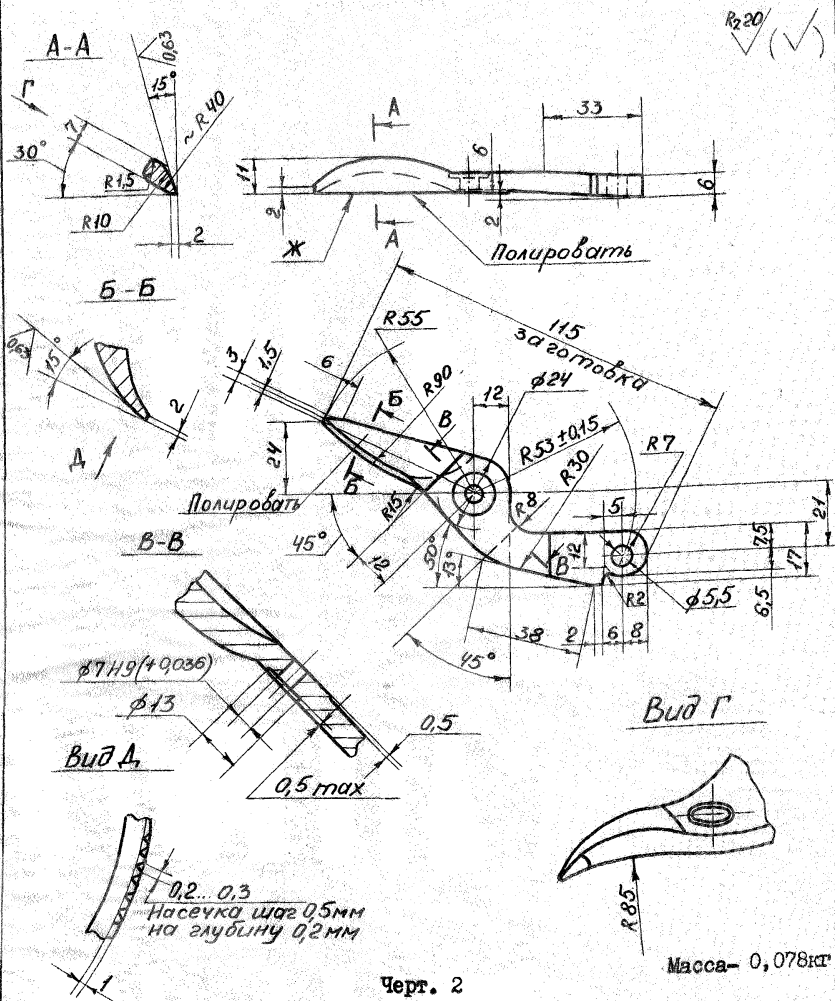 Rz20
(√)
А-А
0,63
15°
Г
~R40
7
30°
R1,5
R10
2
А
33
6
11
2
2
6
Ж
А
Полировать
Б-Б
0,63
15°
2
Д
115
заготовка
R55
3
1,5
6
R90
Б
В
12
φ24
R53±0,15
R30
R7
24
Б
Полировать
R15
R8
5
21
45°
12
50°
13°
12
В
7,5
17
6,5
R2
φ5,5
38
2
6
8
45°
В-В
φ7Н9(+0,036)
φ13
0,5
0,5 max
Вид Г
Вид Д
0,2...0,3
Насечка шаг 0,5мм
на глубину 0,2мм
1
R85
Масса- 0,078кг
Черт. 2